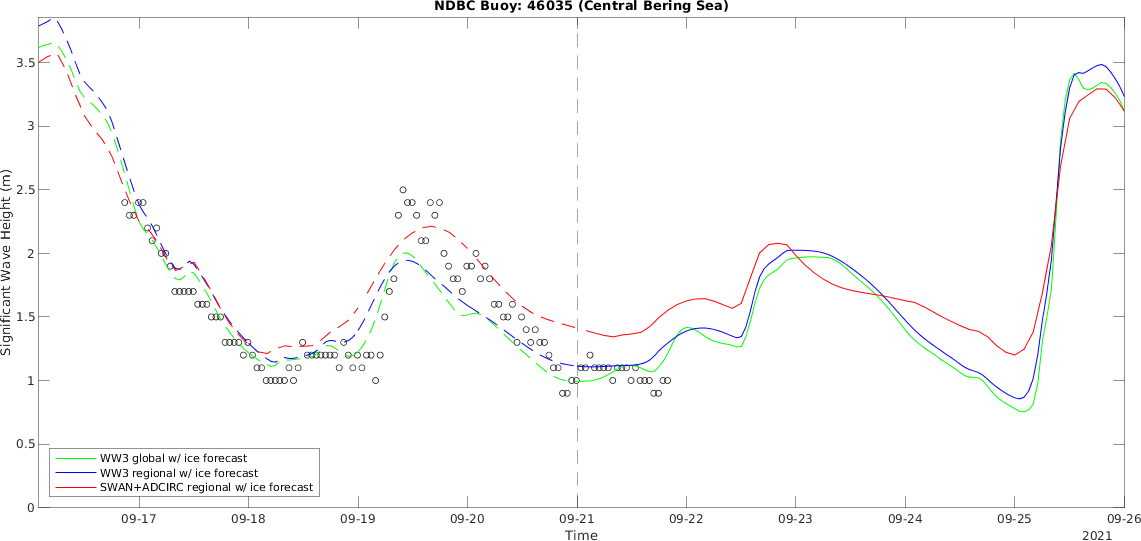 NDBC Buoy: 46035 (Central Bering Sea)
Significant Wave Height (m)
3.5
3
2.5
2
1.5
1
0.5
0
WW3 global w/ ice forecast
WW3 regional w/ ice forecast
SWAN+ADCIRC regional w/ ice forecast
09-17 09-18 09-19 09-20 09-21 09-22 09-23 09-24 09-25 09-26
Time
2021